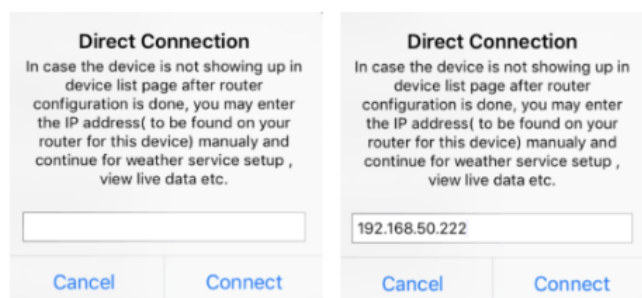 Direct Connection
In case the device is not showing up in
device list page after router
configuration is done, you may enter
the IP address( to be found on your
router for this device) manualy and
continue for weather service setup ,
view live data etc.
Cancel
Connect
Direct Connection
In case the device is not showing up in
device list page after router
configuration is done, you may enter
the IP address( to be found on your
router for this device) manualy and
continue for weather service setup ,
view live data etc.
192.168.50.222
Cancel
Connect